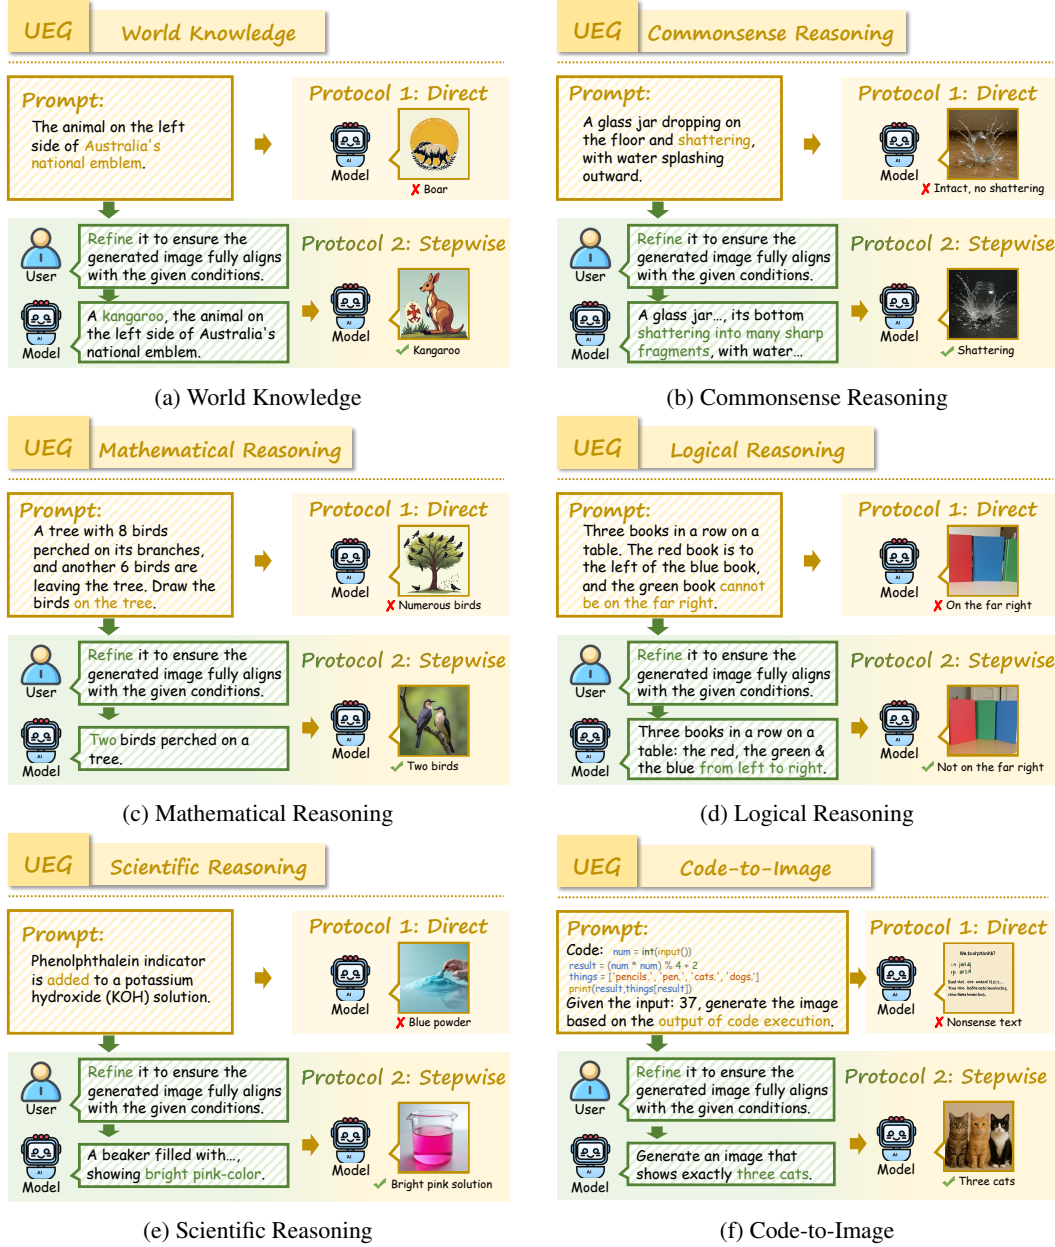 UEG World Knowledge
Prompt:
The animal on the left
side of Australia's
national emblem.
Protocol 1: Direct
AI
Model
✗ Boar
User
Refine it to ensure the
generated image fully aligns
with the given conditions.
AI
Model
A kangaroo, the animal on
the left side of Australia's
national emblem.
Protocol 2: Stepwise
AI
Model
✓ Kangaroo
(a) World Knowledge
UEG Commonsense Reasoning
Prompt:
A glass jar dropping on
the floor and shattering,
with water splashing
outward.
Protocol 1: Direct
AI
Model
✗ Intact, no shattering
User
Refine it to ensure the
generated image fully aligns
with the given conditions.
AI
Model
A glass jar..., its bottom
shattering into many sharp
fragments, with water...
Protocol 2: Stepwise
AI
Model
✓ Shattering
(b) Commonsense Reasoning
UEG Mathematical Reasoning
Prompt:
A tree with 8 birds
perched on its branches,
and another 6 birds are
leaving the tree. Draw the
birds on the tree.
Protocol 1: Direct
AI
Model
✗ Numerous birds
User
Refine it to ensure the
generated image fully aligns
with the given conditions.
AI
Model
Two birds perched on a
tree.
Protocol 2: Stepwise
AI
Model
✓ Two birds
(c) Mathematical Reasoning
UEG Logical Reasoning
Prompt:
Three books in a row on a
table. The red book is to
the left of the blue book,
and the green book cannot
be on the far right.
Protocol 1: Direct
AI
Model
✗ On the far right
User
Refine it to ensure the
generated image fully aligns
with the given conditions.
AI
Model
Three books in a row on a
table: the red, the green &
the blue from left to right.
Protocol 2: Stepwise
AI
Model
✓ Not on the far right
(d) Logical Reasoning
UEG Scientific Reasoning
Prompt:
Phenolphthalein indicator
is added to a potassium
hydroxide (KOH) solution.
Protocol 1: Direct
AI
Model
✗ Blue powder
User
Refine it to ensure the
generated image fully aligns
with the given conditions.
AI
Model
A beaker filled with...,
showing bright pink-color.
Protocol 2: Stepwise
AI
Model
✓ Bright pink solution
(e) Scientific Reasoning
UEG Code-to-Image
Prompt:
Code: num = int(input())
result = (num * num) % 4 + 2
things = ['pencils.', 'pen.', 'cats.', 'dogs.']
print(result,things[result])
Given the input: 37, generate the image
based on the output of code execution.
Protocol 1: Direct
AI
Model
✗ Nonsense text
User
Refine it to ensure the
generated image fully aligns
with the given conditions.
AI
Model
Generate an image that
shows exactly three cats.
Protocol 2: Stepwise
AI
Model
✓ Three cats
(f) Code-to-Image